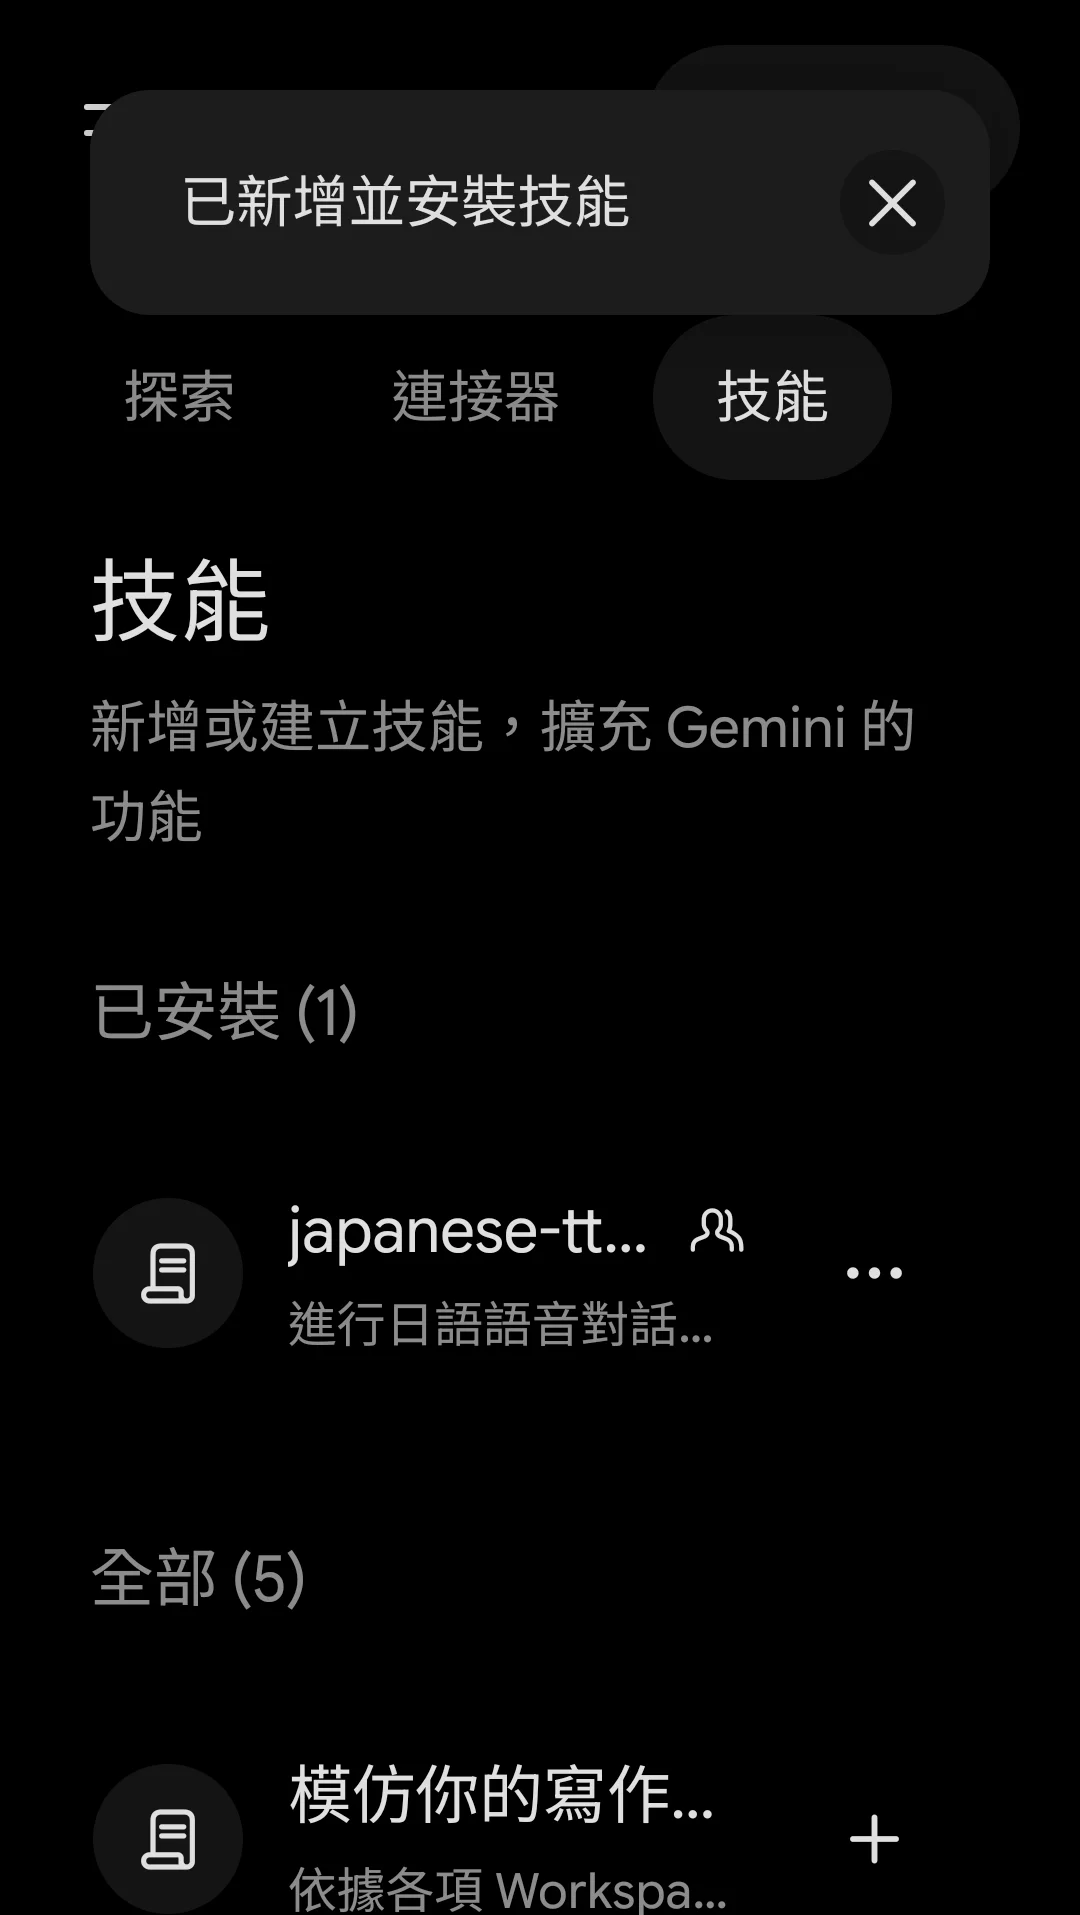 已新增並安裝技能
探索
連接器
技能
技能
新增或建立技能，擴充 Gemini 的
功能
已安裝 (1)
japanese-tt...
進行日語語音對話...
全部 (5)
模仿你的寫作...
依據各項 Workspa...